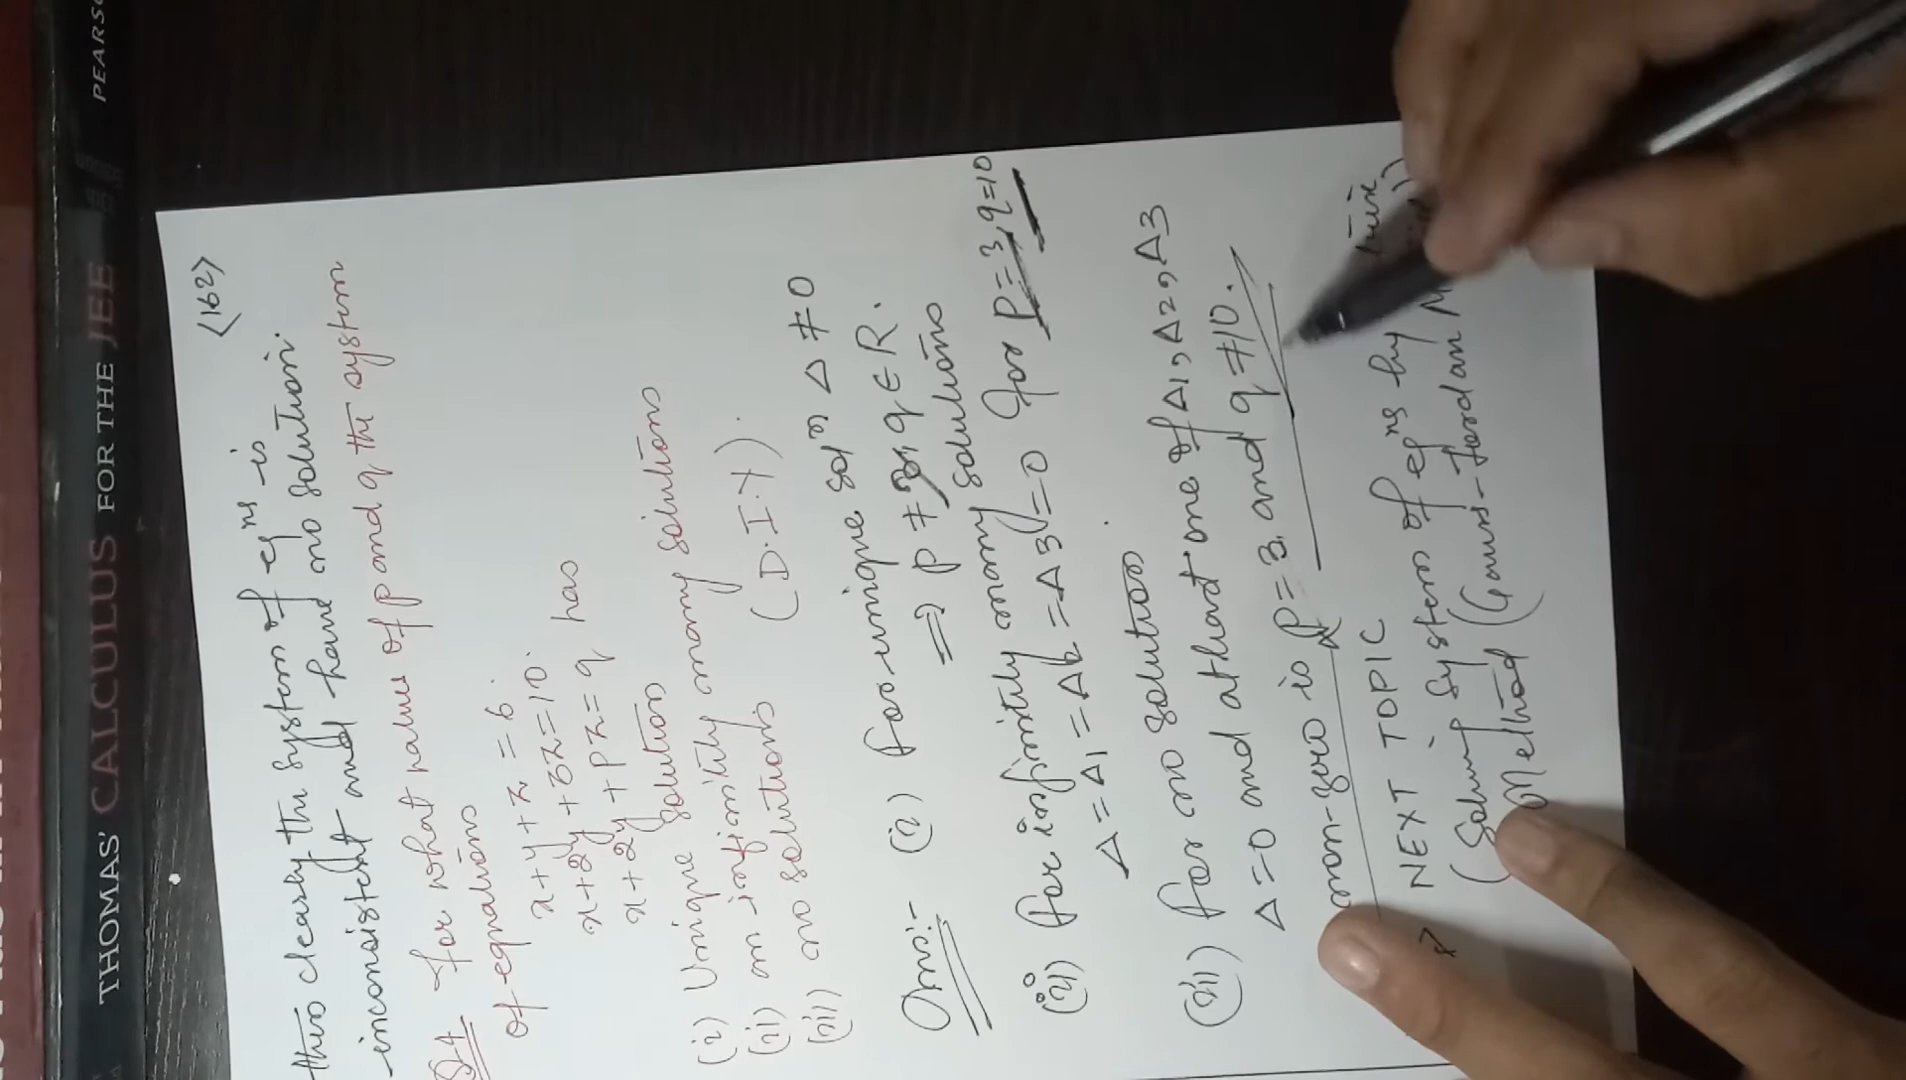 THOMAS' CALCULUS FOR THE JEE
⟨162⟩
thus clearly the system of eqⁿˢ is
inconsistent and have no solution.
Q.4 For what values of p and q the system
of equations
x+y+z=6.
x+2y+3z=10.
x+2y+pz=q has
(i) Unique solution
(ii) an infinitely many solutions
(iii) no solutions (D.I.Y).
Ans:- (i) for unique solⁿ Δ≠0
⇒ p≠3, q∈R.
(ii) For infinitely many solutions
Δ=Δ1=Δ2=Δ3=0 for P=3, q=10
(iii) For no solution
Δ=0 and atleast one of Δ1, Δ2, Δ3
non-zero is P=3, and q≠10.
NEXT TOPIC
(Solving System of eqⁿˢ by
Method (Gauss-Jordan